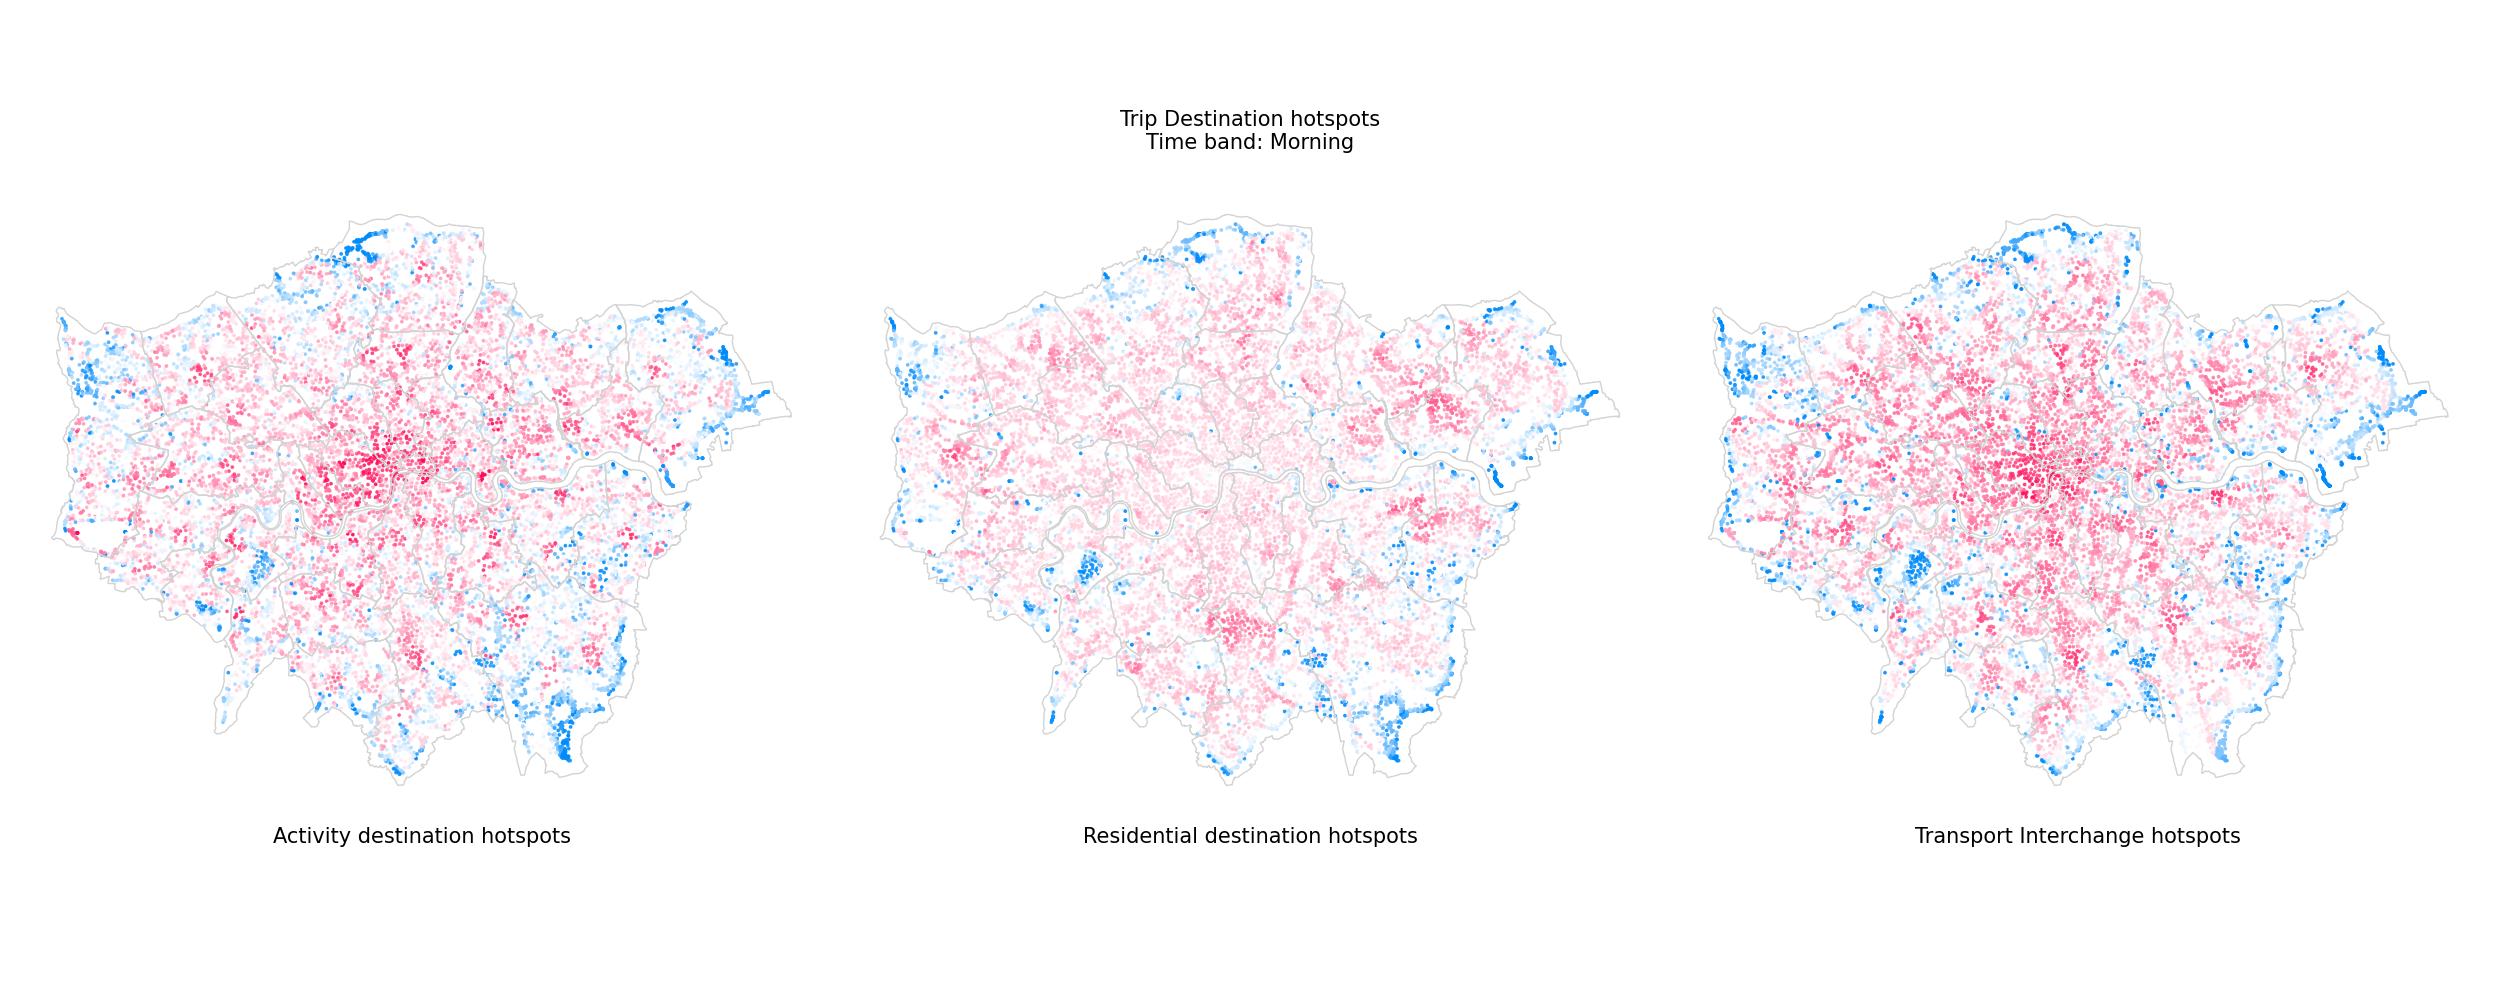 Trip Destination hotspots
Time band: Morning
Activity destination hotspots
Residential destination hotspots
Transport Interchange hotspots